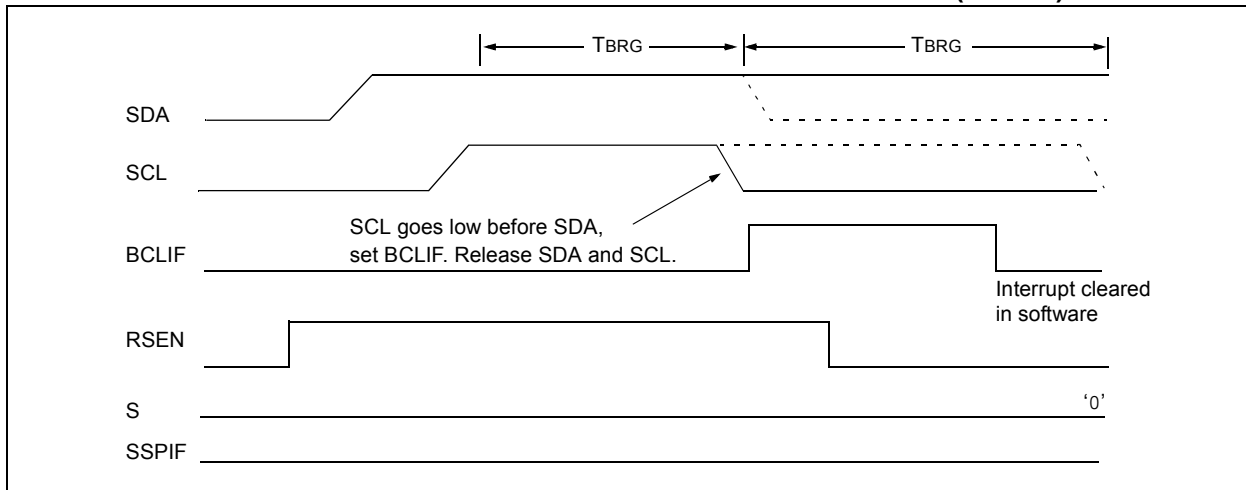 TBRG TBRG
SDA
SCL
SCL goes low before SDA,
set BCLIF. Release SDA and SCL.
BCLIF
Interrupt cleared
in software
RSEN
S ‘0’
SSPIF